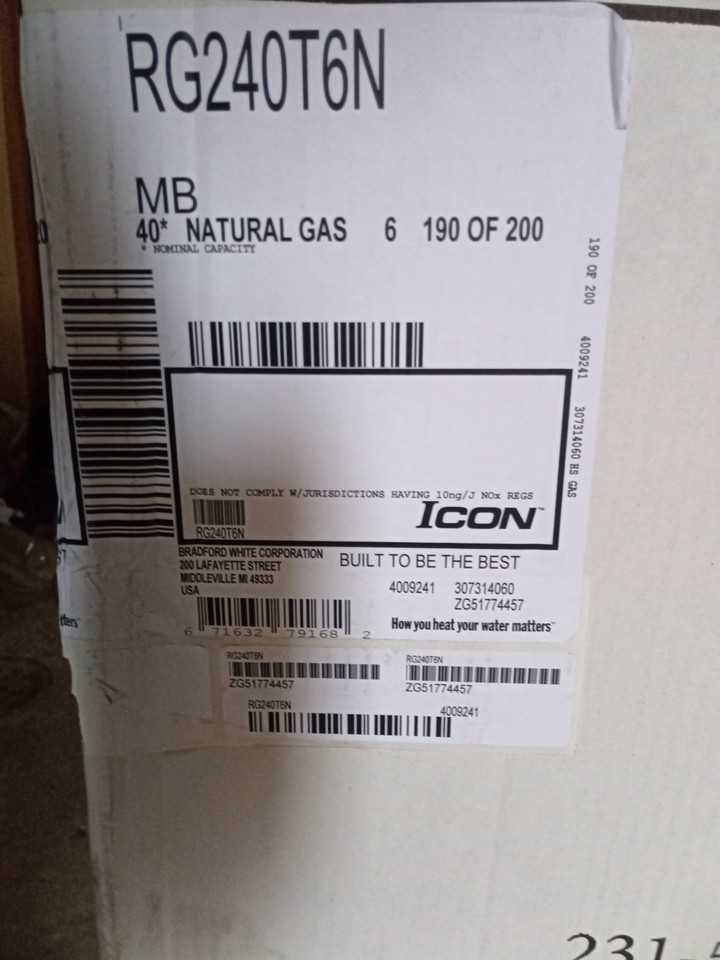 RG240T6N
MB
40* NATURAL GAS 6 190 OF 200
* NOMINAL CAPACITY
190 OF 200 4009241 307314060 HS GAS
DOES NOT COMPLY W/JURISDICTIONS HAVING 10ng/J NOx REGS
RG240T6N
ICON™
BRADFORD WHITE CORPORATION
200 LAFAYETTE STREET
MIDDLEVILLE MI 49333
USA
BUILT TO BE THE BEST
4009241 307314060
ZG51774457
How you heat your water matters™
6 71632 79168 2
RG240T6N
ZG51774457
RG240T6N
ZG51774457
RG240T6N
4009241
231-